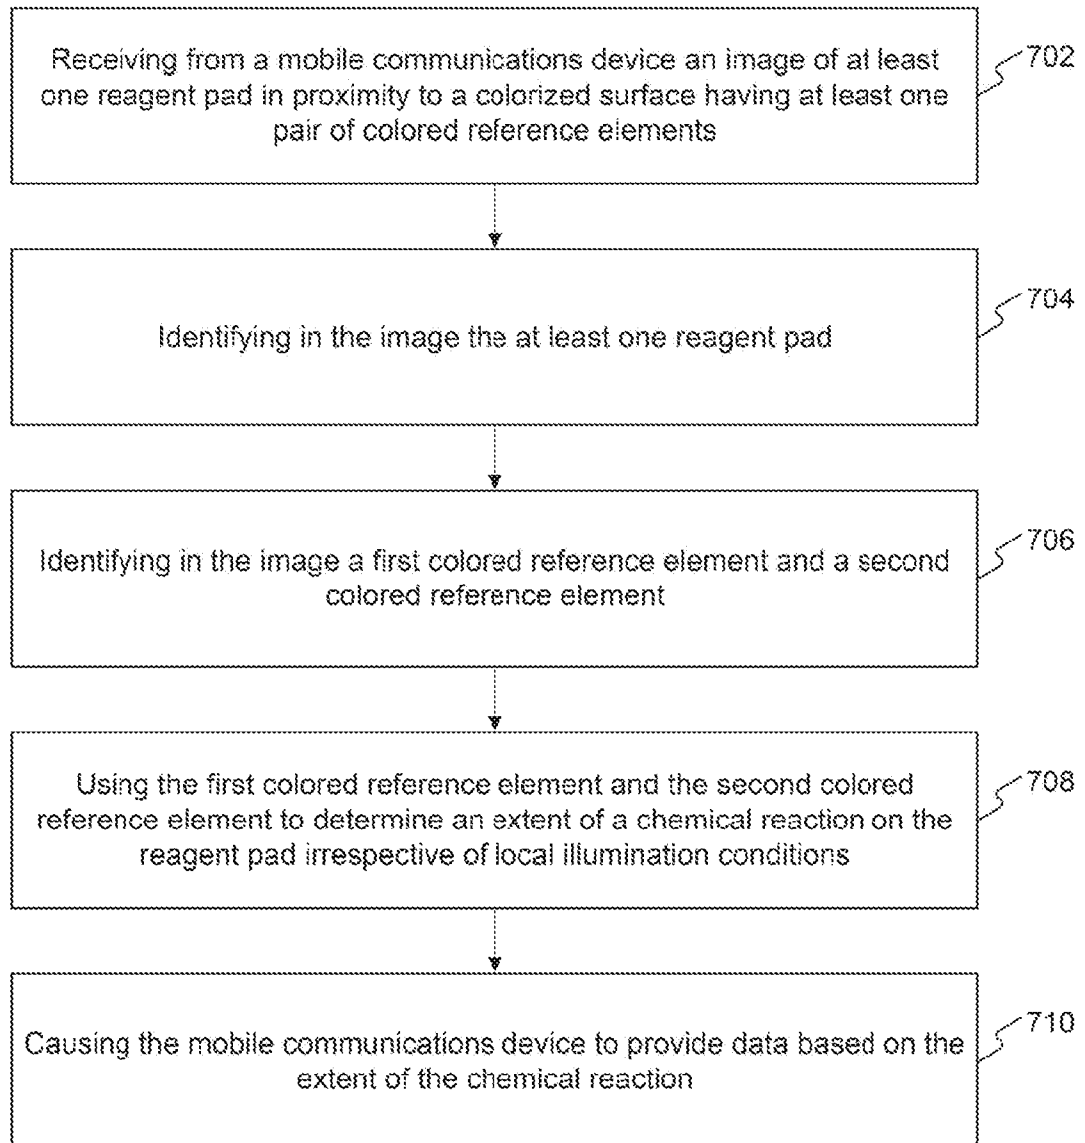 Receiving from a mobile communications device an image of at least
one reagent pad in proximity to a colorized surface having at least one
pair of colored reference elements
702
Identifying in the image the at least one reagent pad
704
Identifying in the image a first colored reference element and a second
colored reference element
706
Using the first colored reference element and the second colored
reference element to determine an extent of a chemical reaction on the
reagent pad irrespective of local illumination conditions
708
Causing the mobile communications device to provide data based on the
extent of the chemical reaction
710